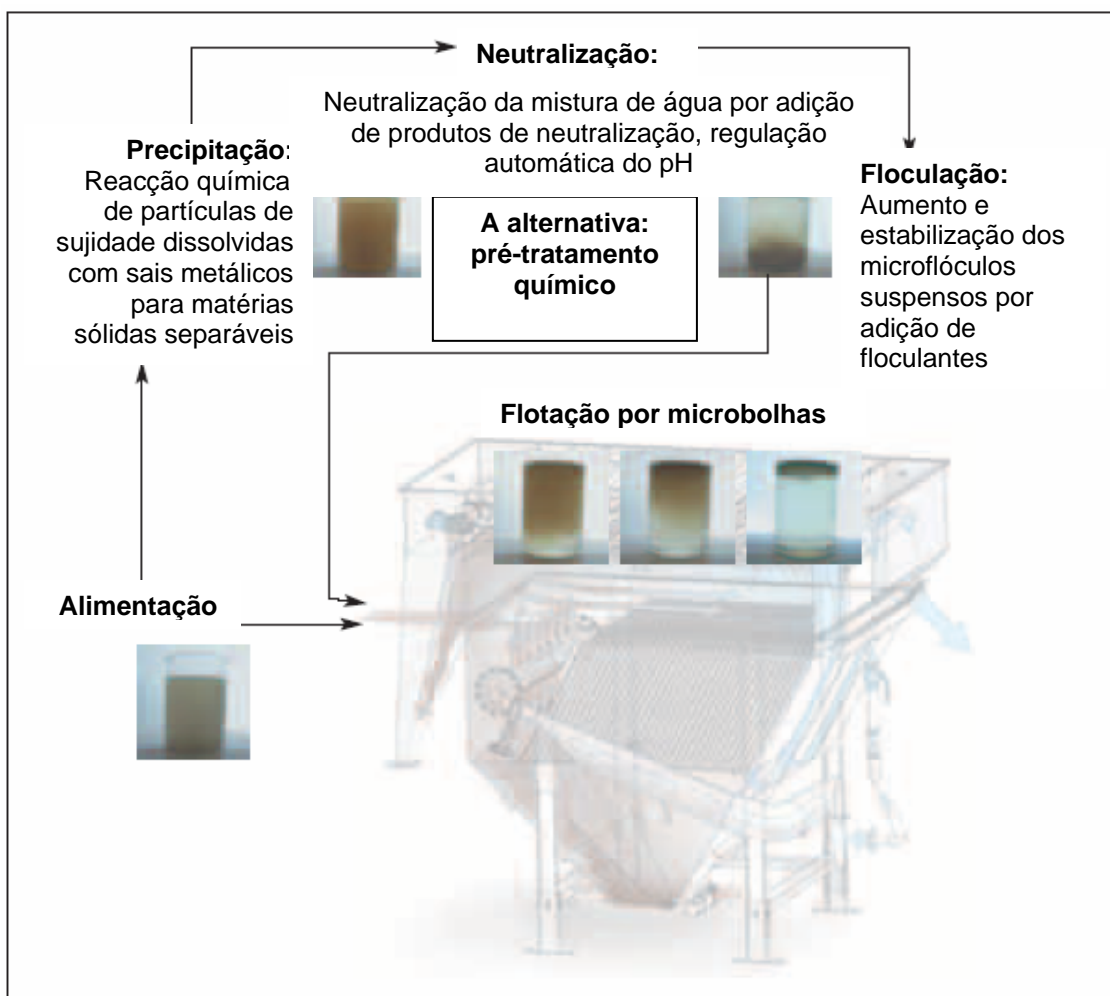 Neutralização:
Neutralização da mistura de água por adição
de produtos de neutralização, regulação
automática do pH
Precipitação:
Reacção química
de partículas de
sujidade dissolvidas
com sais metálicos
para matérias
sólidas separáveis
A alternativa:
pré-tratamento
químico
Floculação:
Aumento e
estabilização dos
microflóculos
suspensos por
adição de
floculantes
Flotação por microbolhas
Alimentação